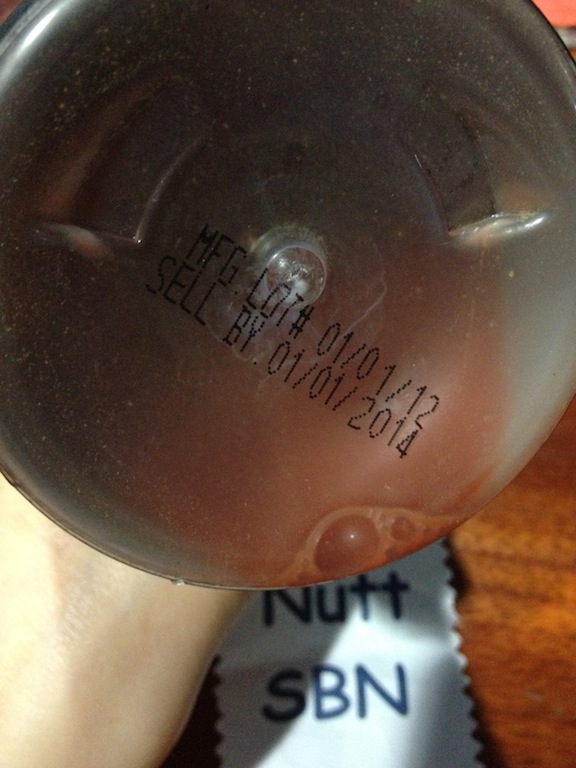 MFG. LOT# 01/01/12
SELL BY.01/01/2014
Nutt
SBN